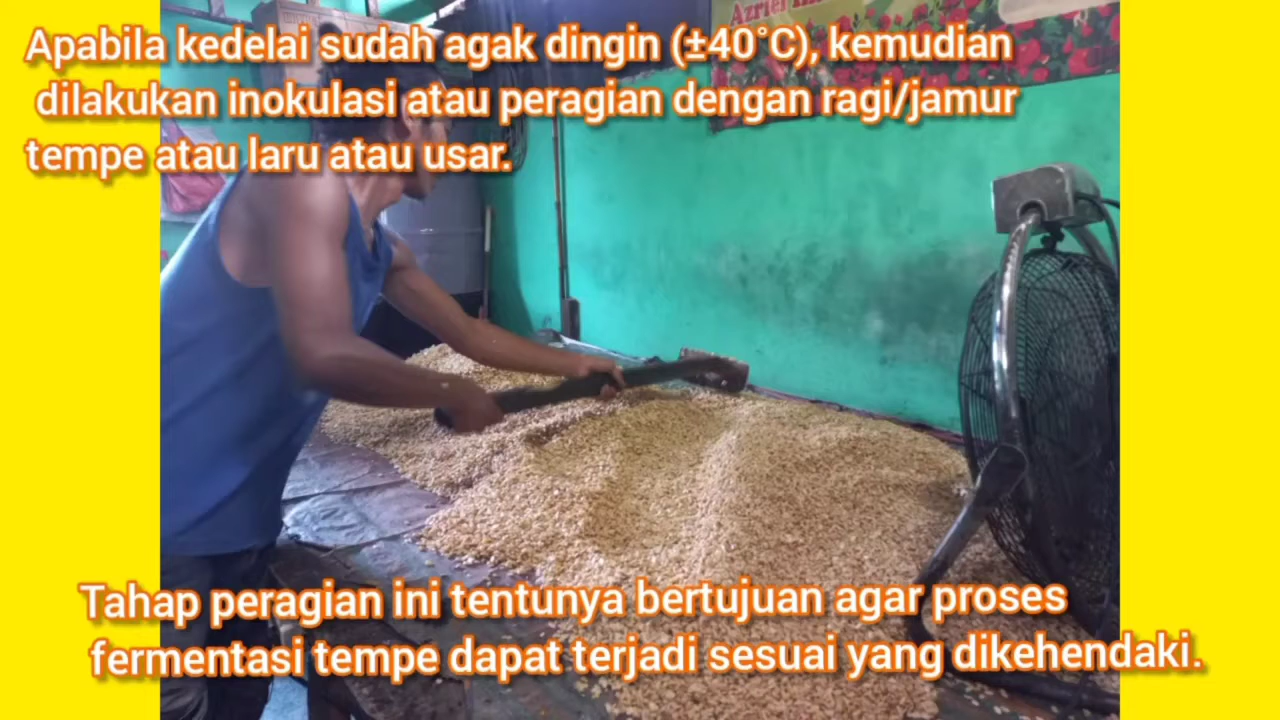 Azriel
Apabila kedelai sudah agak dingin (±40°C), kemudian
dilakukan inokulasi atau peragian dengan ragi/jamur
tempe atau laru atau usar.
Tahap peragian ini tentunya bertujuan agar proses
fermentasi tempe dapat terjadi sesuai yang dikehendaki.